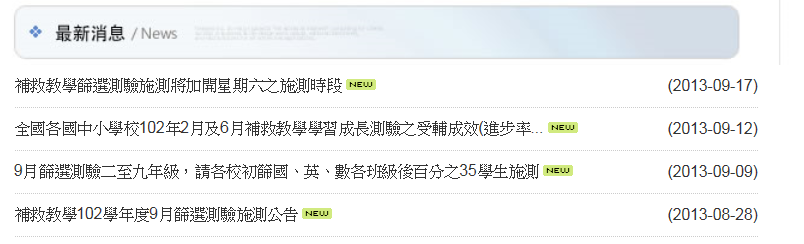 最新消息 / News
補救教學篩選測驗施測將加開星期六之施測時段 NEW (2013-09-17)
全國各國中小學校102年2月及6月補救教學學習成長測驗之受輔成效(進步率... NEW (2013-09-12)
9月篩選測驗二至九年級，請各校初篩國、英、數各班級後百分之35學生施測 NEW (2013-09-09)
補救教學102學年度9月篩選測驗施測公告 NEW (2013-08-28)